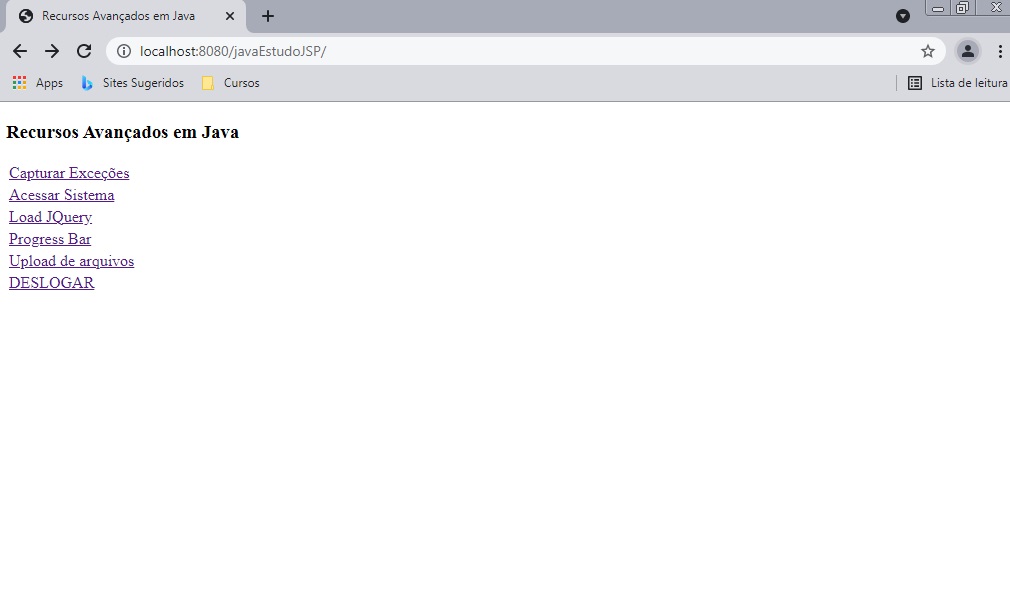 Recursos Avançados em Java
localhost:8080/javaEstudoJSP/
Apps Sites Sugeridos Cursos Lista de leitura
Recursos Avançados em Java
Capturar Exceções
Acessar Sistema
Load JQuery
Progress Bar
Upload de arquivos
DESLOGAR